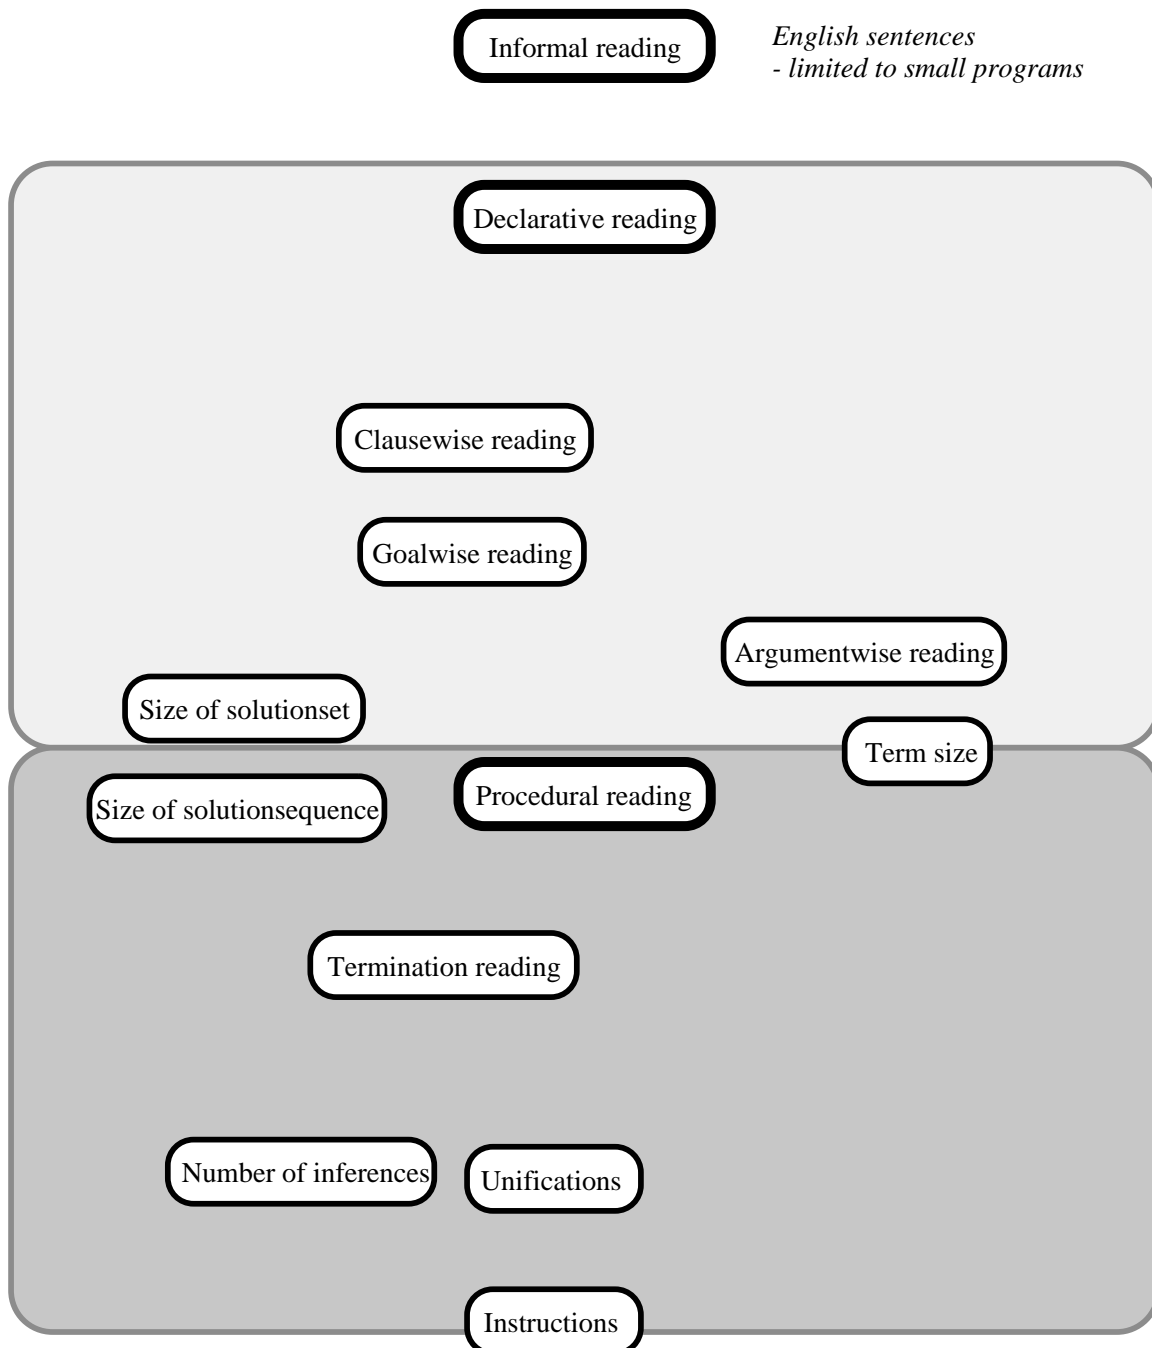 Informal reading
English sentences
- limited to small programs
Declarative reading
Clausewise reading
Goalwise reading
Argumentwise reading
Size of solutionset
Term size
Procedural reading
Size of solutionsequence
Termination reading
Number of inferences
Unifications
Instructions